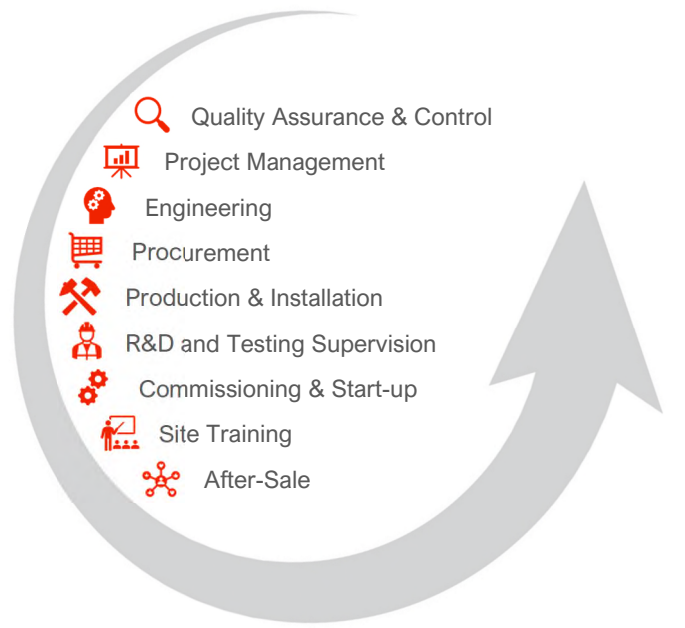 Quality Assurance & Control
Project Management
Engineering
Procurement
Production & Installation
R&D and Testing Supervision
Commissioning & Start-up
Site Training
After-Sale